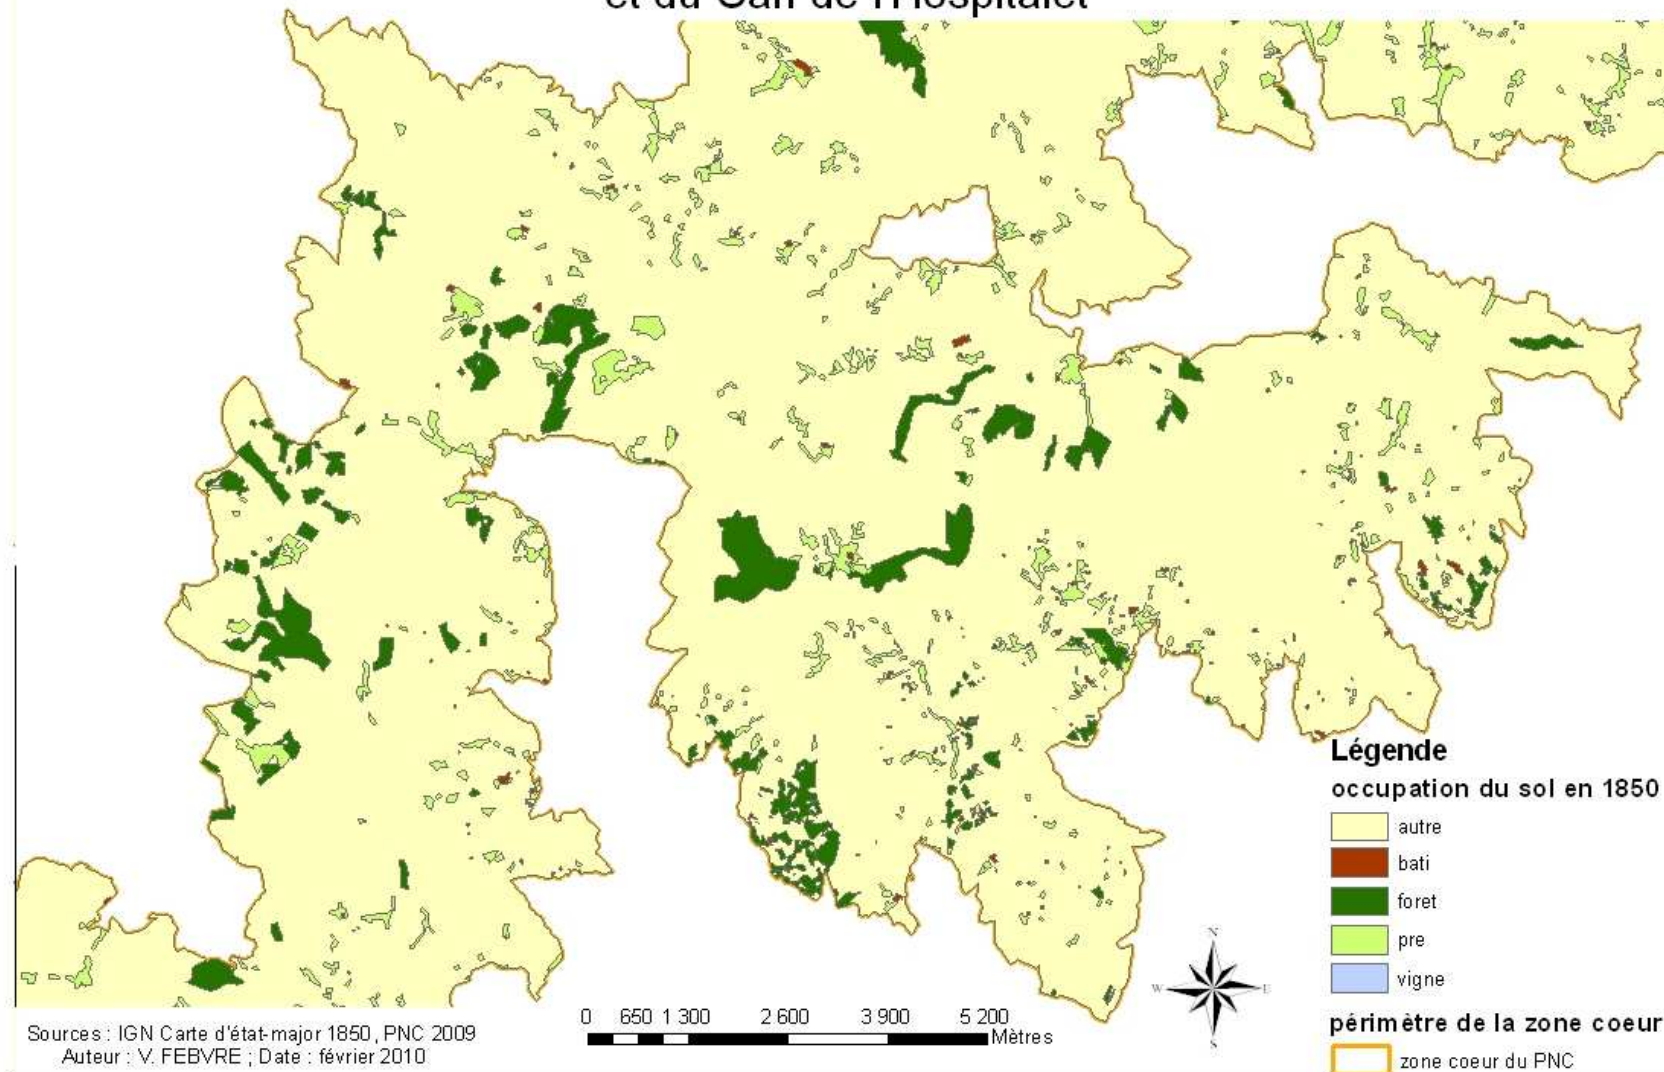 et du Can de l'Hospitalet
Légende
occupation du sol en 1850
autre
bati
foret
pre
vigne
périmètre de la zone coeur
zone coeur du PNC
N
W
E
S
0 650 1 300 2 600 3 900 5 200
Mètres
Sources : IGN Carte d'état-major 1850, PNC 2009
Auteur : V. FEBVRE ; Date : février 2010